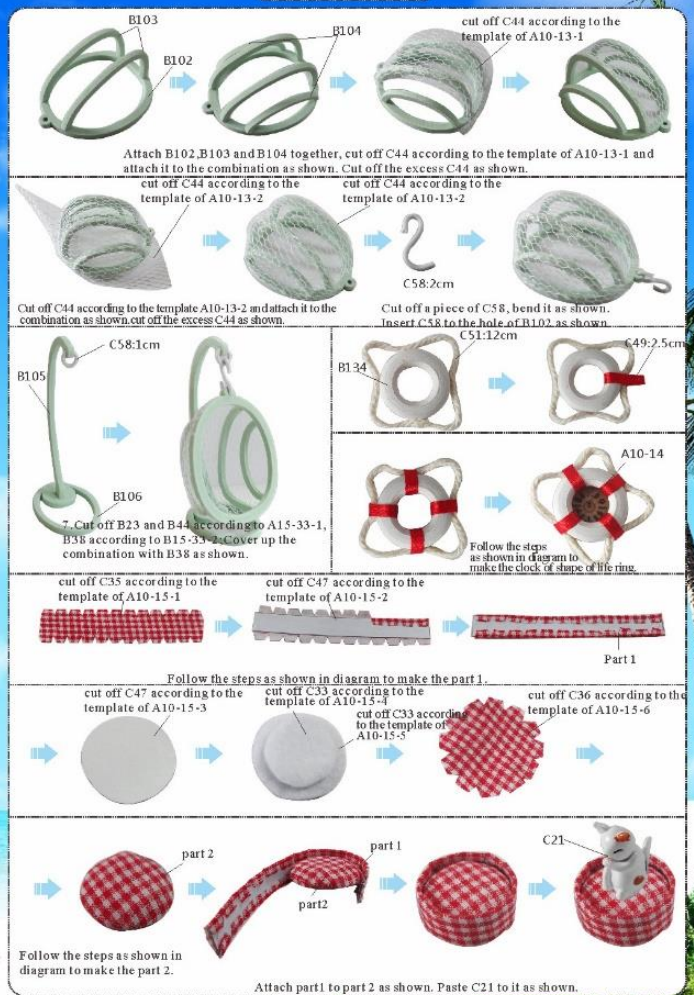 B103
B102
B104
cut off C44 according to the
template of A10-13-1
Attach B102,B103 and B104 together, cut off C44 according to the template of A10-13-1 and
attach it to the combination as shown. Cut off the excess C44 as shown.
cut off C44 according to the
template of A10-13-2
cut off C44 according to the
template of A10-13-2
C58:2cm
Cut off C44 according to the template A10-13-2 and attach it to the
combination as shown.cut off the excess C44 as shown.
Cut off a piece of C58, bend it as shown.
Insert C58 to the hole of B102 as shown
C58:1cm
B105
B106
7.Cut off B23 and B44 according to A15-33-1,
B38 according to B15-33-2.Cover up the
combination with B38 as shown.
C51:12cm
B134
C49:2.5cm
A10-14
Follow the steps
as shown in diagram to
make the clock of shape of life ring.
cut off C35 according to the
template of A10-15-1
cut off C47 according to the
template of A10-15-2
Part 1
Follow the steps as shown in diagram to make the part 1.
cut off C47 according to the
template of A10-15-3
cut off C33 according to the
template of A10-15-4
cut off C33 according
to the template of
A10-15-5
cut off C36 according to the
template of A10-15-6
part 2
part 1
part2
C21
Follow the steps as shown in
diagram to make the part 2.
Attach part1 to part 2 as shown. Paste C21 to it as shown.